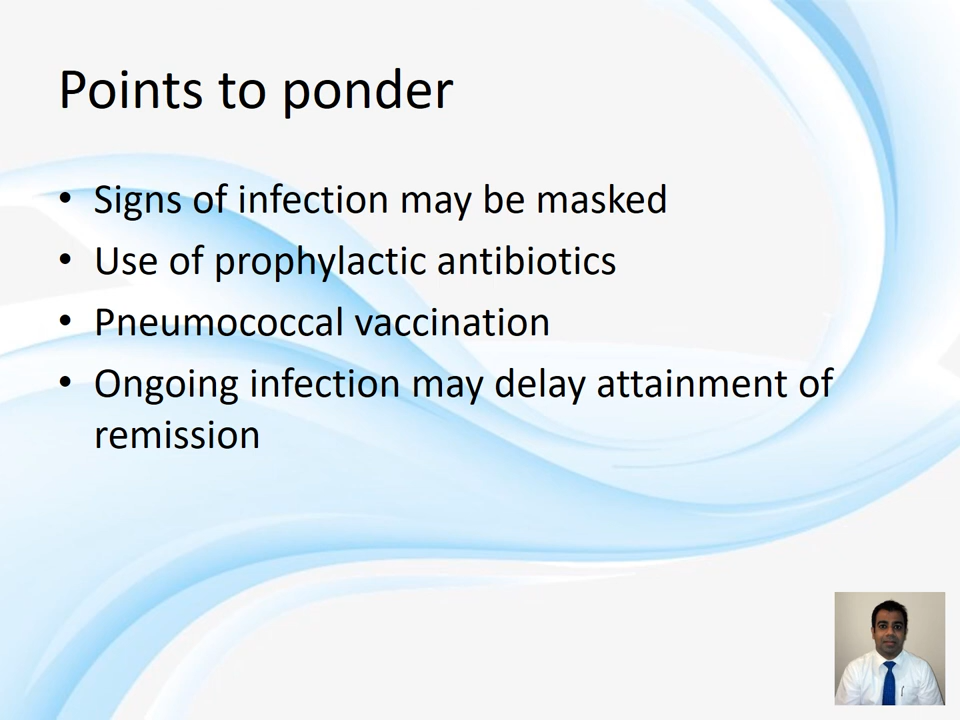 Points to ponder
• Signs of infection may be masked
• Use of prophylactic antibiotics
• Pneumococcal vaccination
• Ongoing infection may delay attainment of
remission